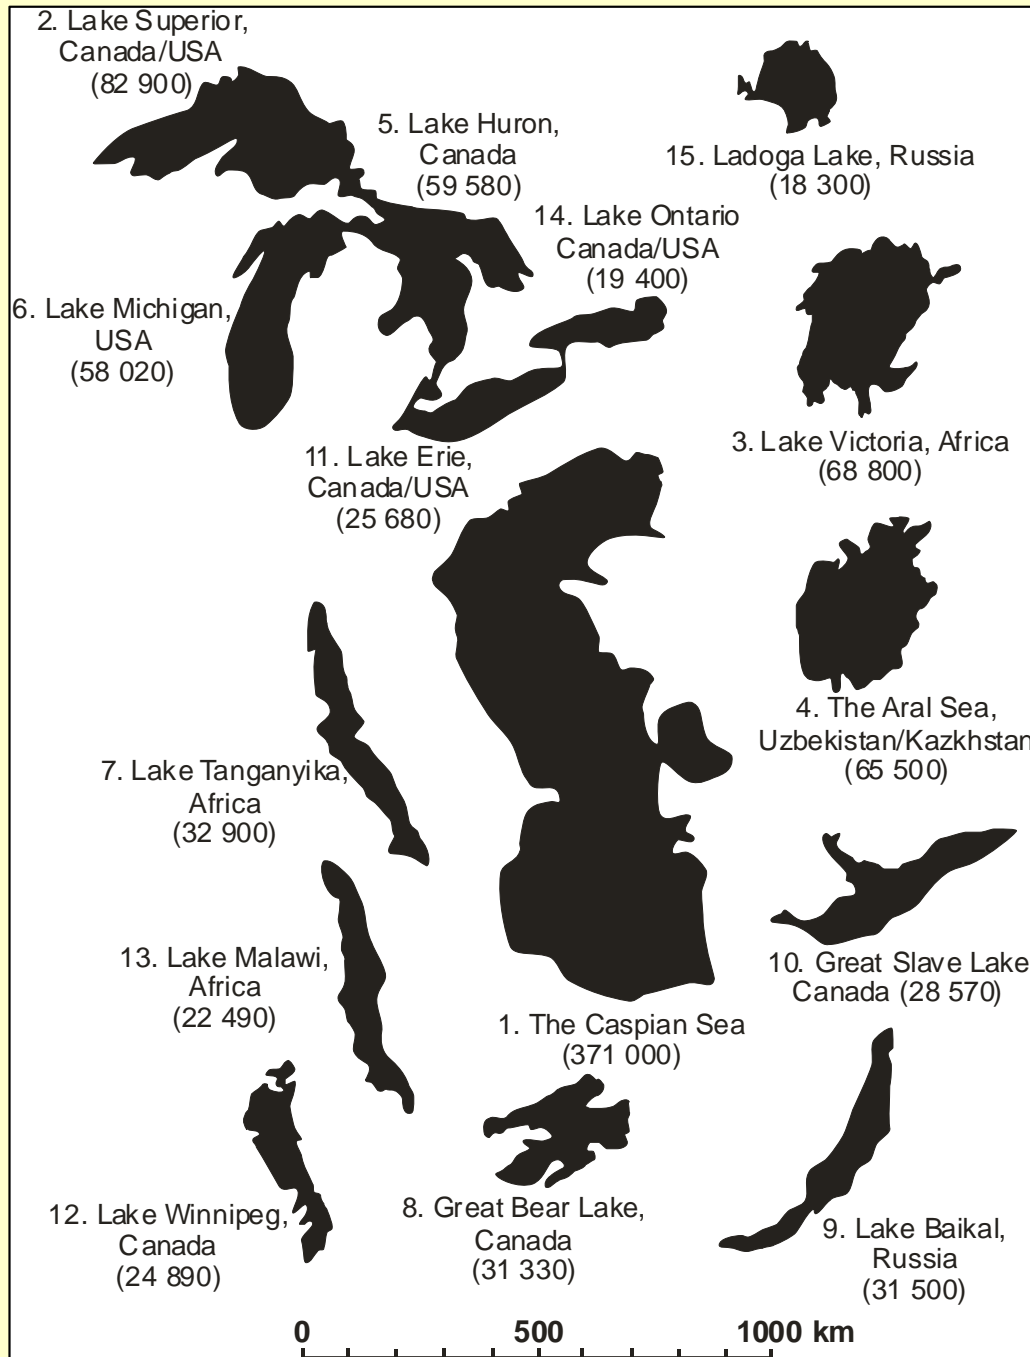 2. Lake Superior,
Canada/USA
(82 900)
5. Lake Huron,
Canada
(59 580)
15. Ladoga Lake, Russia
(18 300)
14. Lake Ontario
Canada/USA
(19 400)
6. Lake Michigan,
USA
(58 020)
3. Lake Victoria, Africa
(68 800)
11. Lake Erie,
Canada/USA
(25 680)
4. The Aral Sea,
Uzbekistan/Kazkhstan
(65 500)
7. Lake Tanganyika,
Africa
(32 900)
13. Lake Malawi,
Africa
(22 490)
10. Great Slave Lake
Canada (28 570)
1. The Caspian Sea
(371 000)
12. Lake Winnipeg,
Canada
(24 890)
8. Great Bear Lake,
Canada
(31 330)
9. Lake Baikal,
Russia
(31 500)
0 500 1000 km